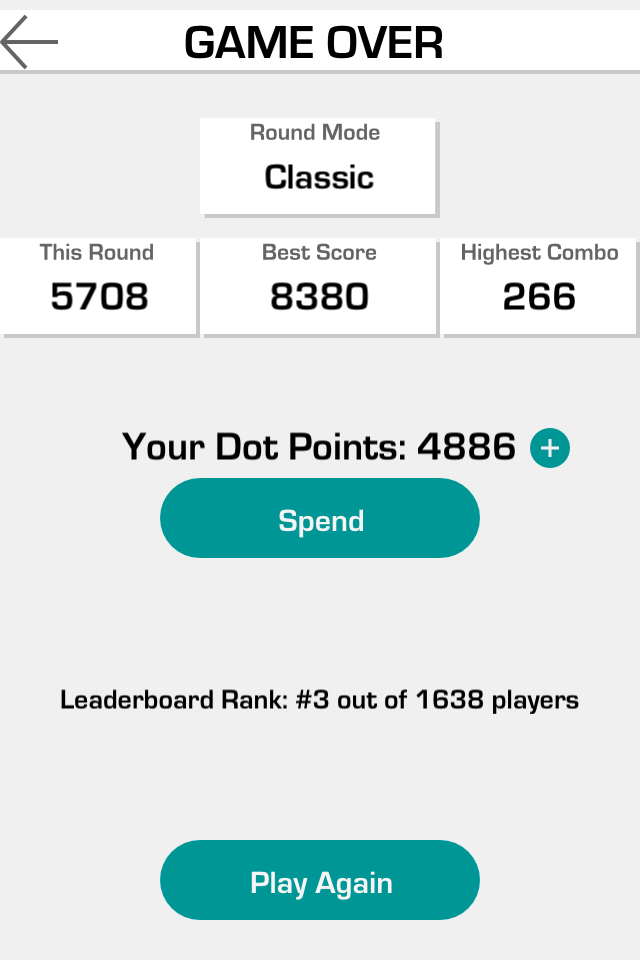 GAME OVER
Round Mode
Classic
This Round
5708
Best Score
8380
Highest Combo
266
Your Dot Points: 4886 +
Spend
Leaderboard Rank: #3 out of 1638 players
Play Again